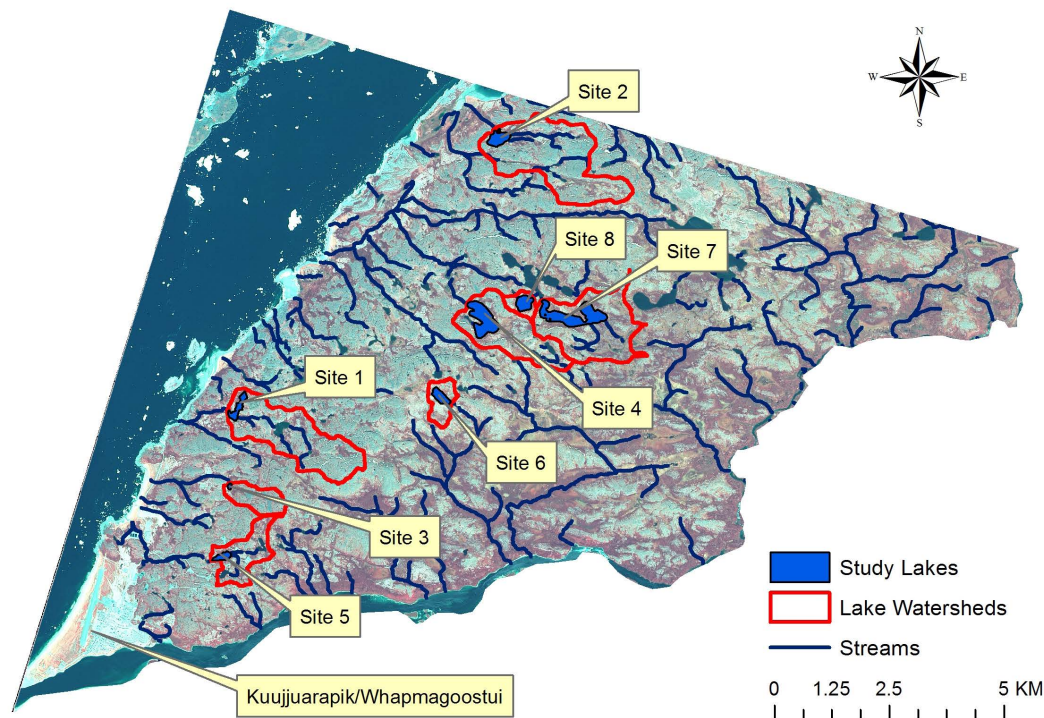 N
W E
S
Site 2
Site 8
Site 7
Site 1
Site 4
Site 6
Site 3
Site 5
Kuujjuarapik/Whapmagoostui
Study Lakes
Lake Watersheds
Streams
0 1.25 2.5 5 KM